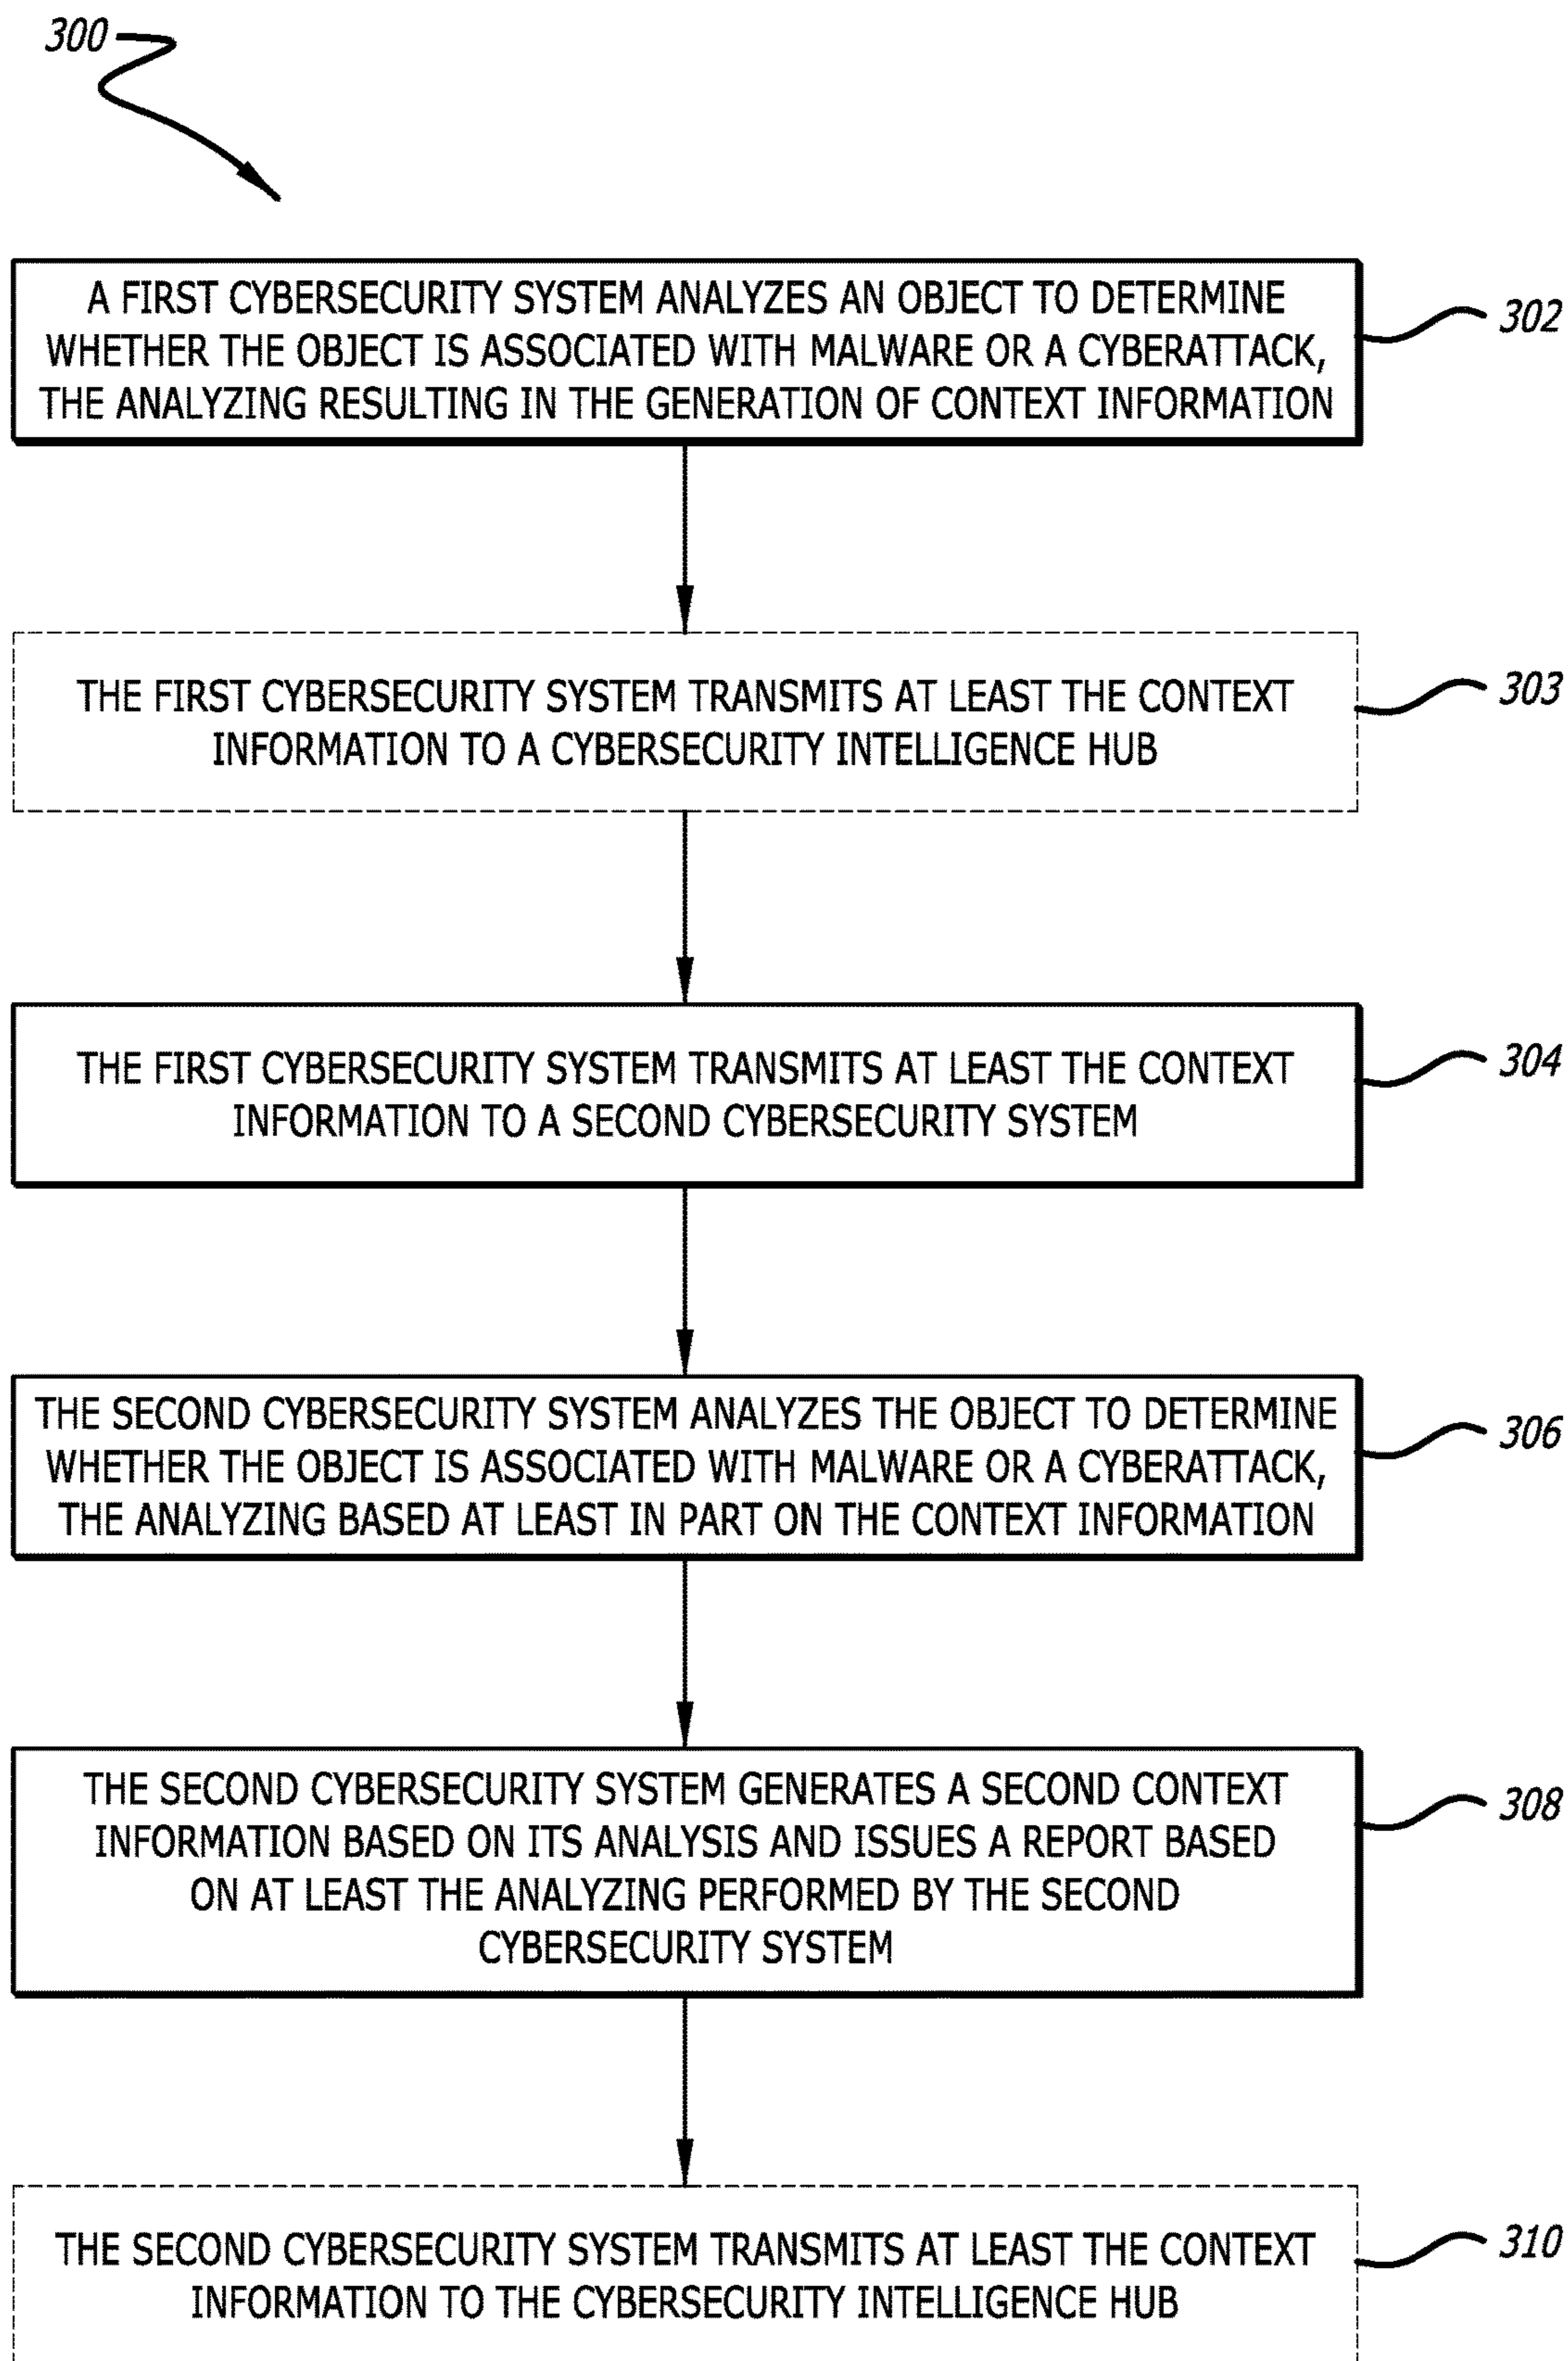 300
A FIRST CYBERSECURITY SYSTEM ANALYZES AN OBJECT TO DETERMINE
WHETHER THE OBJECT IS ASSOCIATED WITH MALWARE OR A CYBERATTACK,
THE ANALYZING RESULTING IN THE GENERATION OF CONTEXT INFORMATION
302
THE FIRST CYBERSECURITY SYSTEM TRANSMITS AT LEAST THE CONTEXT
INFORMATION TO A CYBERSECURITY INTELLIGENCE HUB
303
THE FIRST CYBERSECURITY SYSTEM TRANSMITS AT LEAST THE CONTEXT
INFORMATION TO A SECOND CYBERSECURITY SYSTEM
304
THE SECOND CYBERSECURITY SYSTEM ANALYZES THE OBJECT TO DETERMINE
WHETHER THE OBJECT IS ASSOCIATED WITH MALWARE OR A CYBERATTACK,
THE ANALYZING BASED AT LEAST IN PART ON THE CONTEXT INFORMATION
306
THE SECOND CYBERSECURITY SYSTEM GENERATES A SECOND CONTEXT
INFORMATION BASED ON ITS ANALYSIS AND ISSUES A REPORT BASED
ON AT LEAST THE ANALYZING PERFORMED BY THE SECOND
CYBERSECURITY SYSTEM
308
THE SECOND CYBERSECURITY SYSTEM TRANSMITS AT LEAST THE CONTEXT
INFORMATION TO THE CYBERSECURITY INTELLIGENCE HUB
310